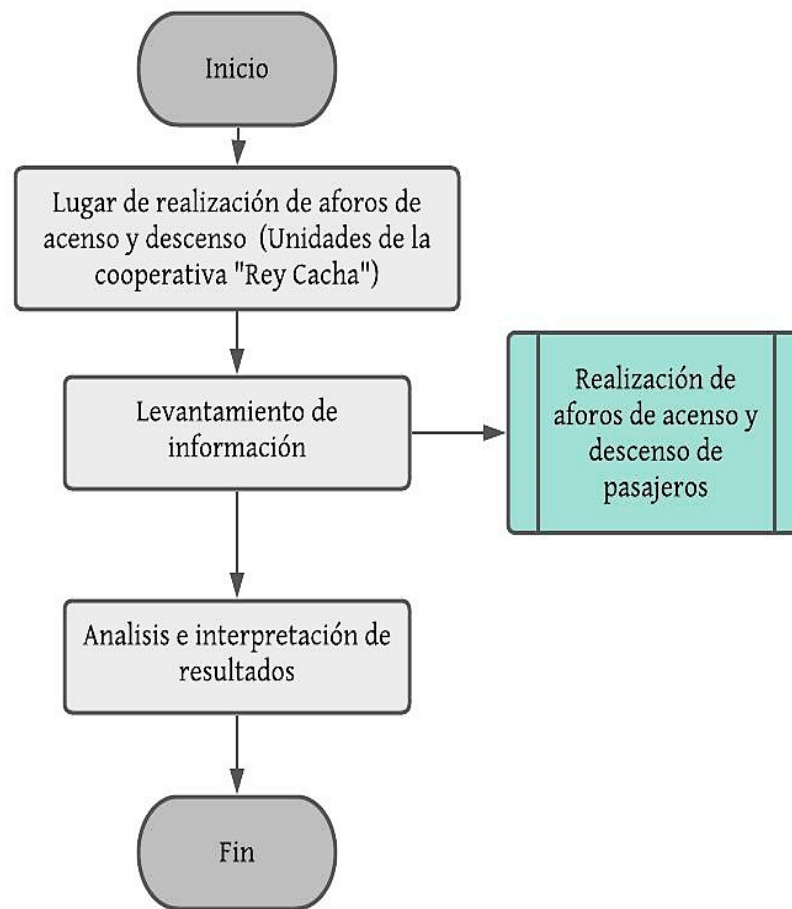 Inicio
Lugar de realización de aforos de
acenso y descenso (Unidades de la
cooperativa "Rey Cacha")
Levantamiento de
información
Realización de
aforos de acenso y
descenso de
pasajeros
Analisis e interpretación de
resultados
Fin